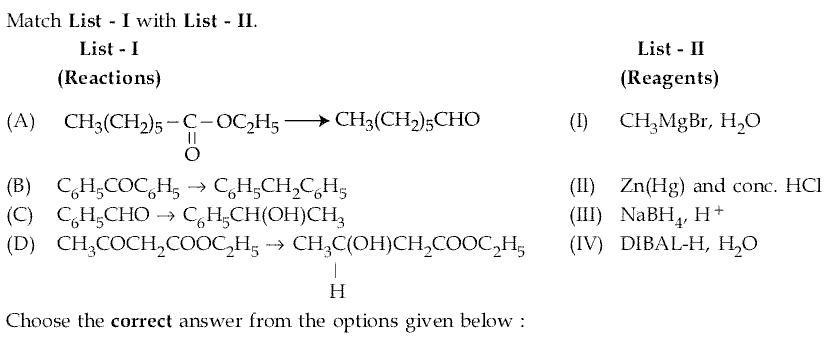 Match List - I with List - II.
List - I List - II
(Reactions) (Reagents)
(A) CH₃(CH₂)₅–C–OC₂H₅ ⟶ CH₃(CH₂)₅CHO (I) CH₃MgBr, H₂O
||
O
(B) C₆H₅COC₆H₅ → C₆H₅CH₂C₆H₅ (II) Zn(Hg) and conc. HCl
(C) C₆H₅CHO → C₆H₅CH(OH)CH₃ (III) NaBH₄, H⁺
(D) CH₃COCH₂COOC₂H₅ → CH₃C(OH)CH₂COOC₂H₅ (IV) DIBAL-H, H₂O
|
H
Choose the correct answer from the options given below :